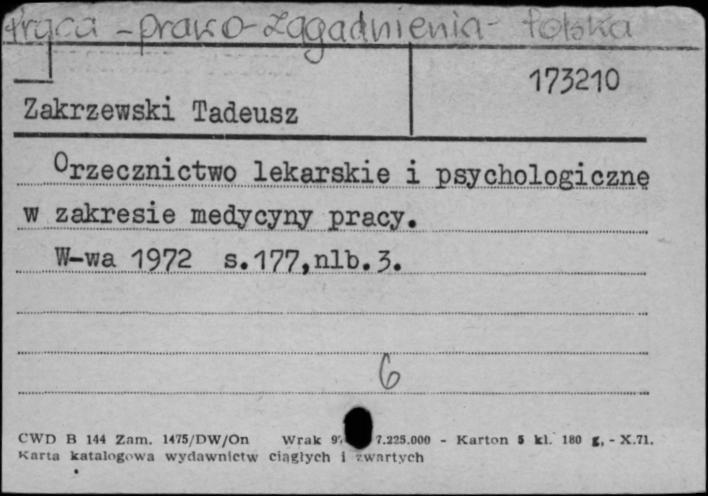 praca - prawo - zagadnienia - Polska
173210
Zakrzewski Tadeusz
Orzecznictwo lekarskie i psychologiczne
w zakresie medycyny pracy.
W-wa 1972 s.177,nlb.3.
6
CWD B 144 Zam. 1475/DW/On Wrak 7.225.000 - Karton 5 kl. 180 g, - X.71.
Karta katalogowa wydawnictw ciągłych i zwartych